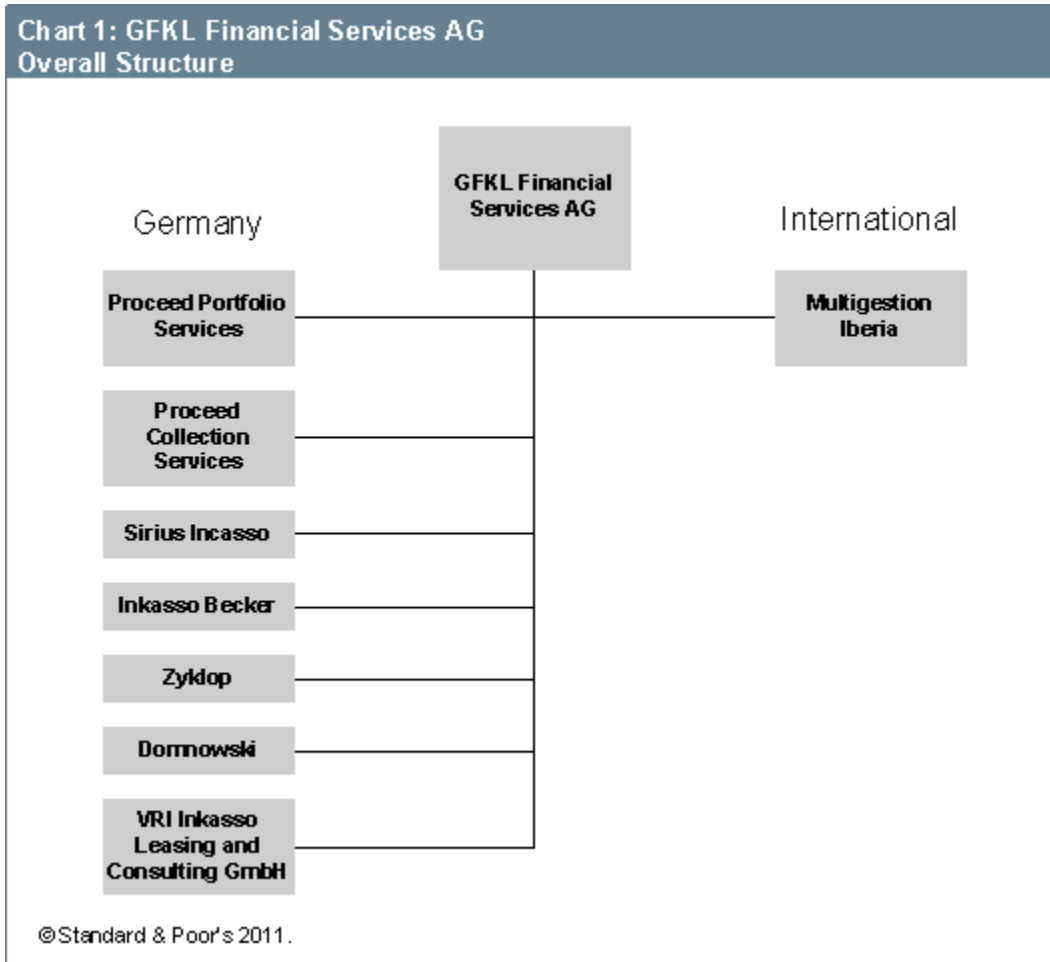 Chart 1: GFKL Financial Services AG
Overall Structure
GFKL Financial
Services AG
Germany
International
Proceed Portfolio
Services
Multigestion
Iberia
Proceed
Collection
Services
Sirius Incasso
Inkasso Becker
Zyklop
Domnowski
VRI Inkasso
Leasing and
Consulting GmbH
©Standard & Poor's 2011.